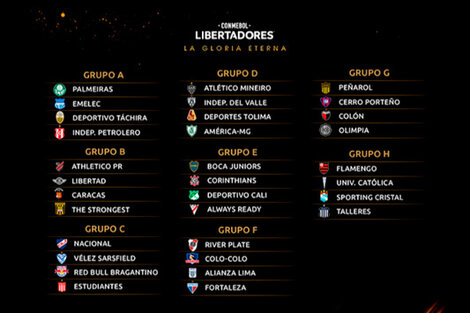 CONMEBOL
LIBERTADORES
LA GLORIA ETERNA
GRUPO A
PALMEIRAS
EMELEC
DEPORTIVO TÁCHIRA
INDEP. PETROLERO
GRUPO B
ATHLETICO PR
LIBERTAD
CARACAS
THE STRONGEST
GRUPO C
NACIONAL
VÉLEZ SARSFIELD
RED BULL BRAGANTINO
ESTUDIANTES
GRUPO D
ATLÉTICO MINEIRO
INDEP. DEL VALLE
DEPORTES TOLIMA
AMÉRICA-MG
GRUPO E
BOCA JUNIORS
CORINTHIANS
DEPORTIVO CALI
ALWAYS READY
GRUPO F
RIVER PLATE
COLO-COLO
ALIANZA LIMA
FORTALEZA
GRUPO G
PEÑAROL
CERRO PORTEÑO
COLÓN
OLIMPIA
GRUPO H
FLAMENGO
UNIV. CATÓLICA
SPORTING CRISTAL
TALLERES